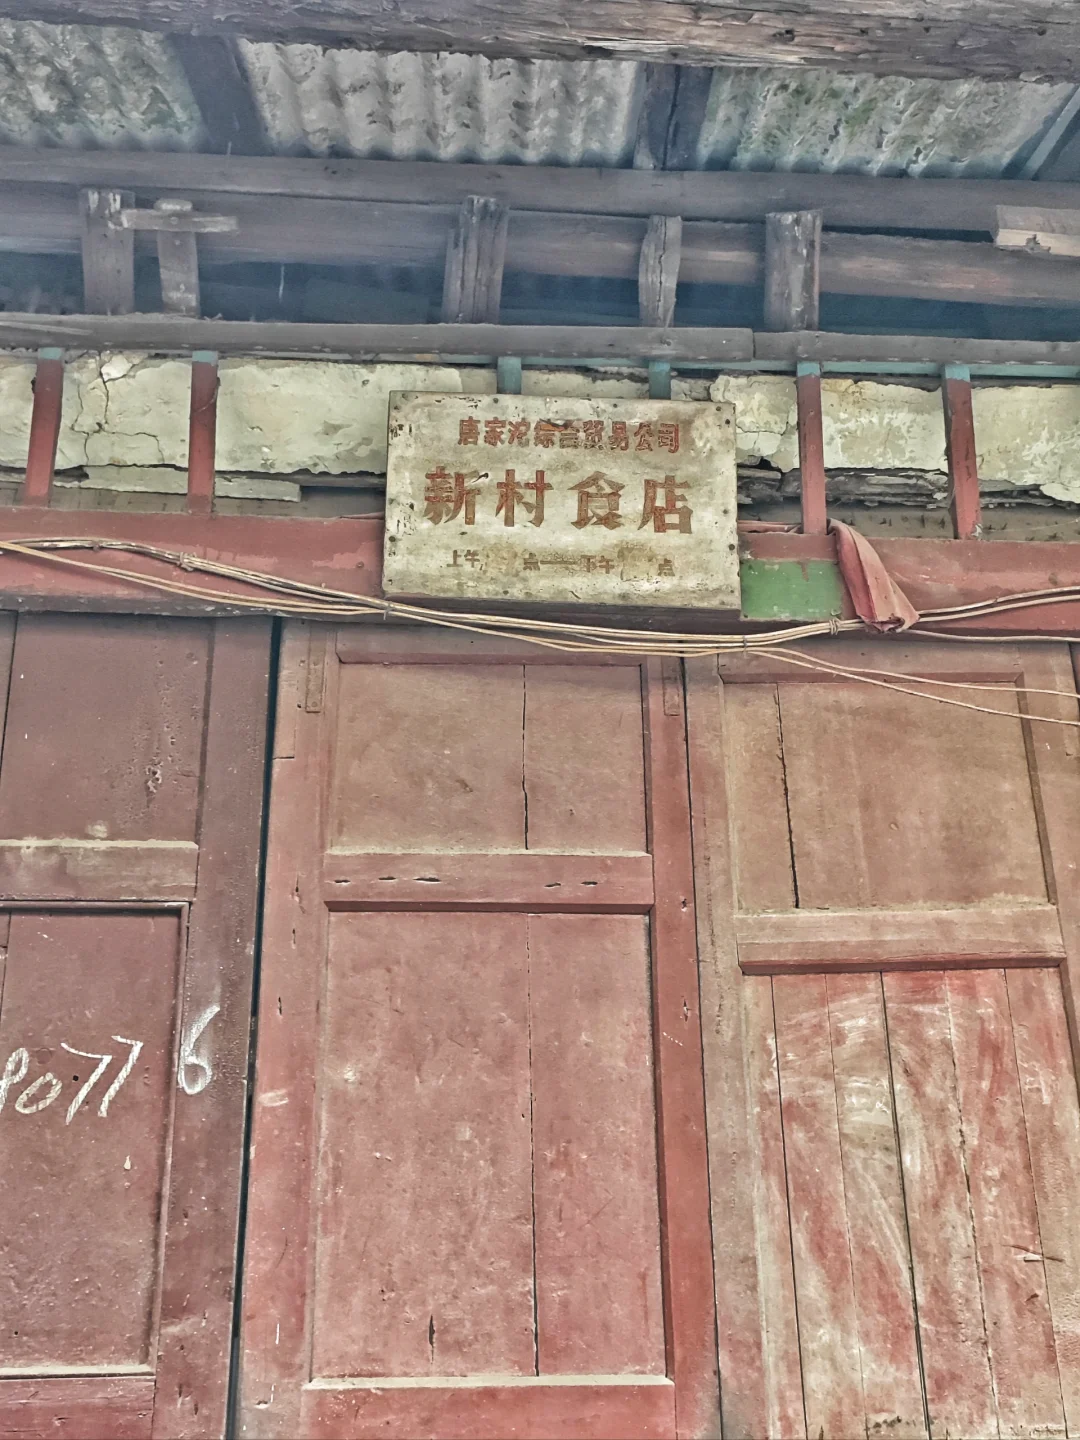 唐家沱综合贸易公司
新村食店
上午 点——下午 点
8077 6